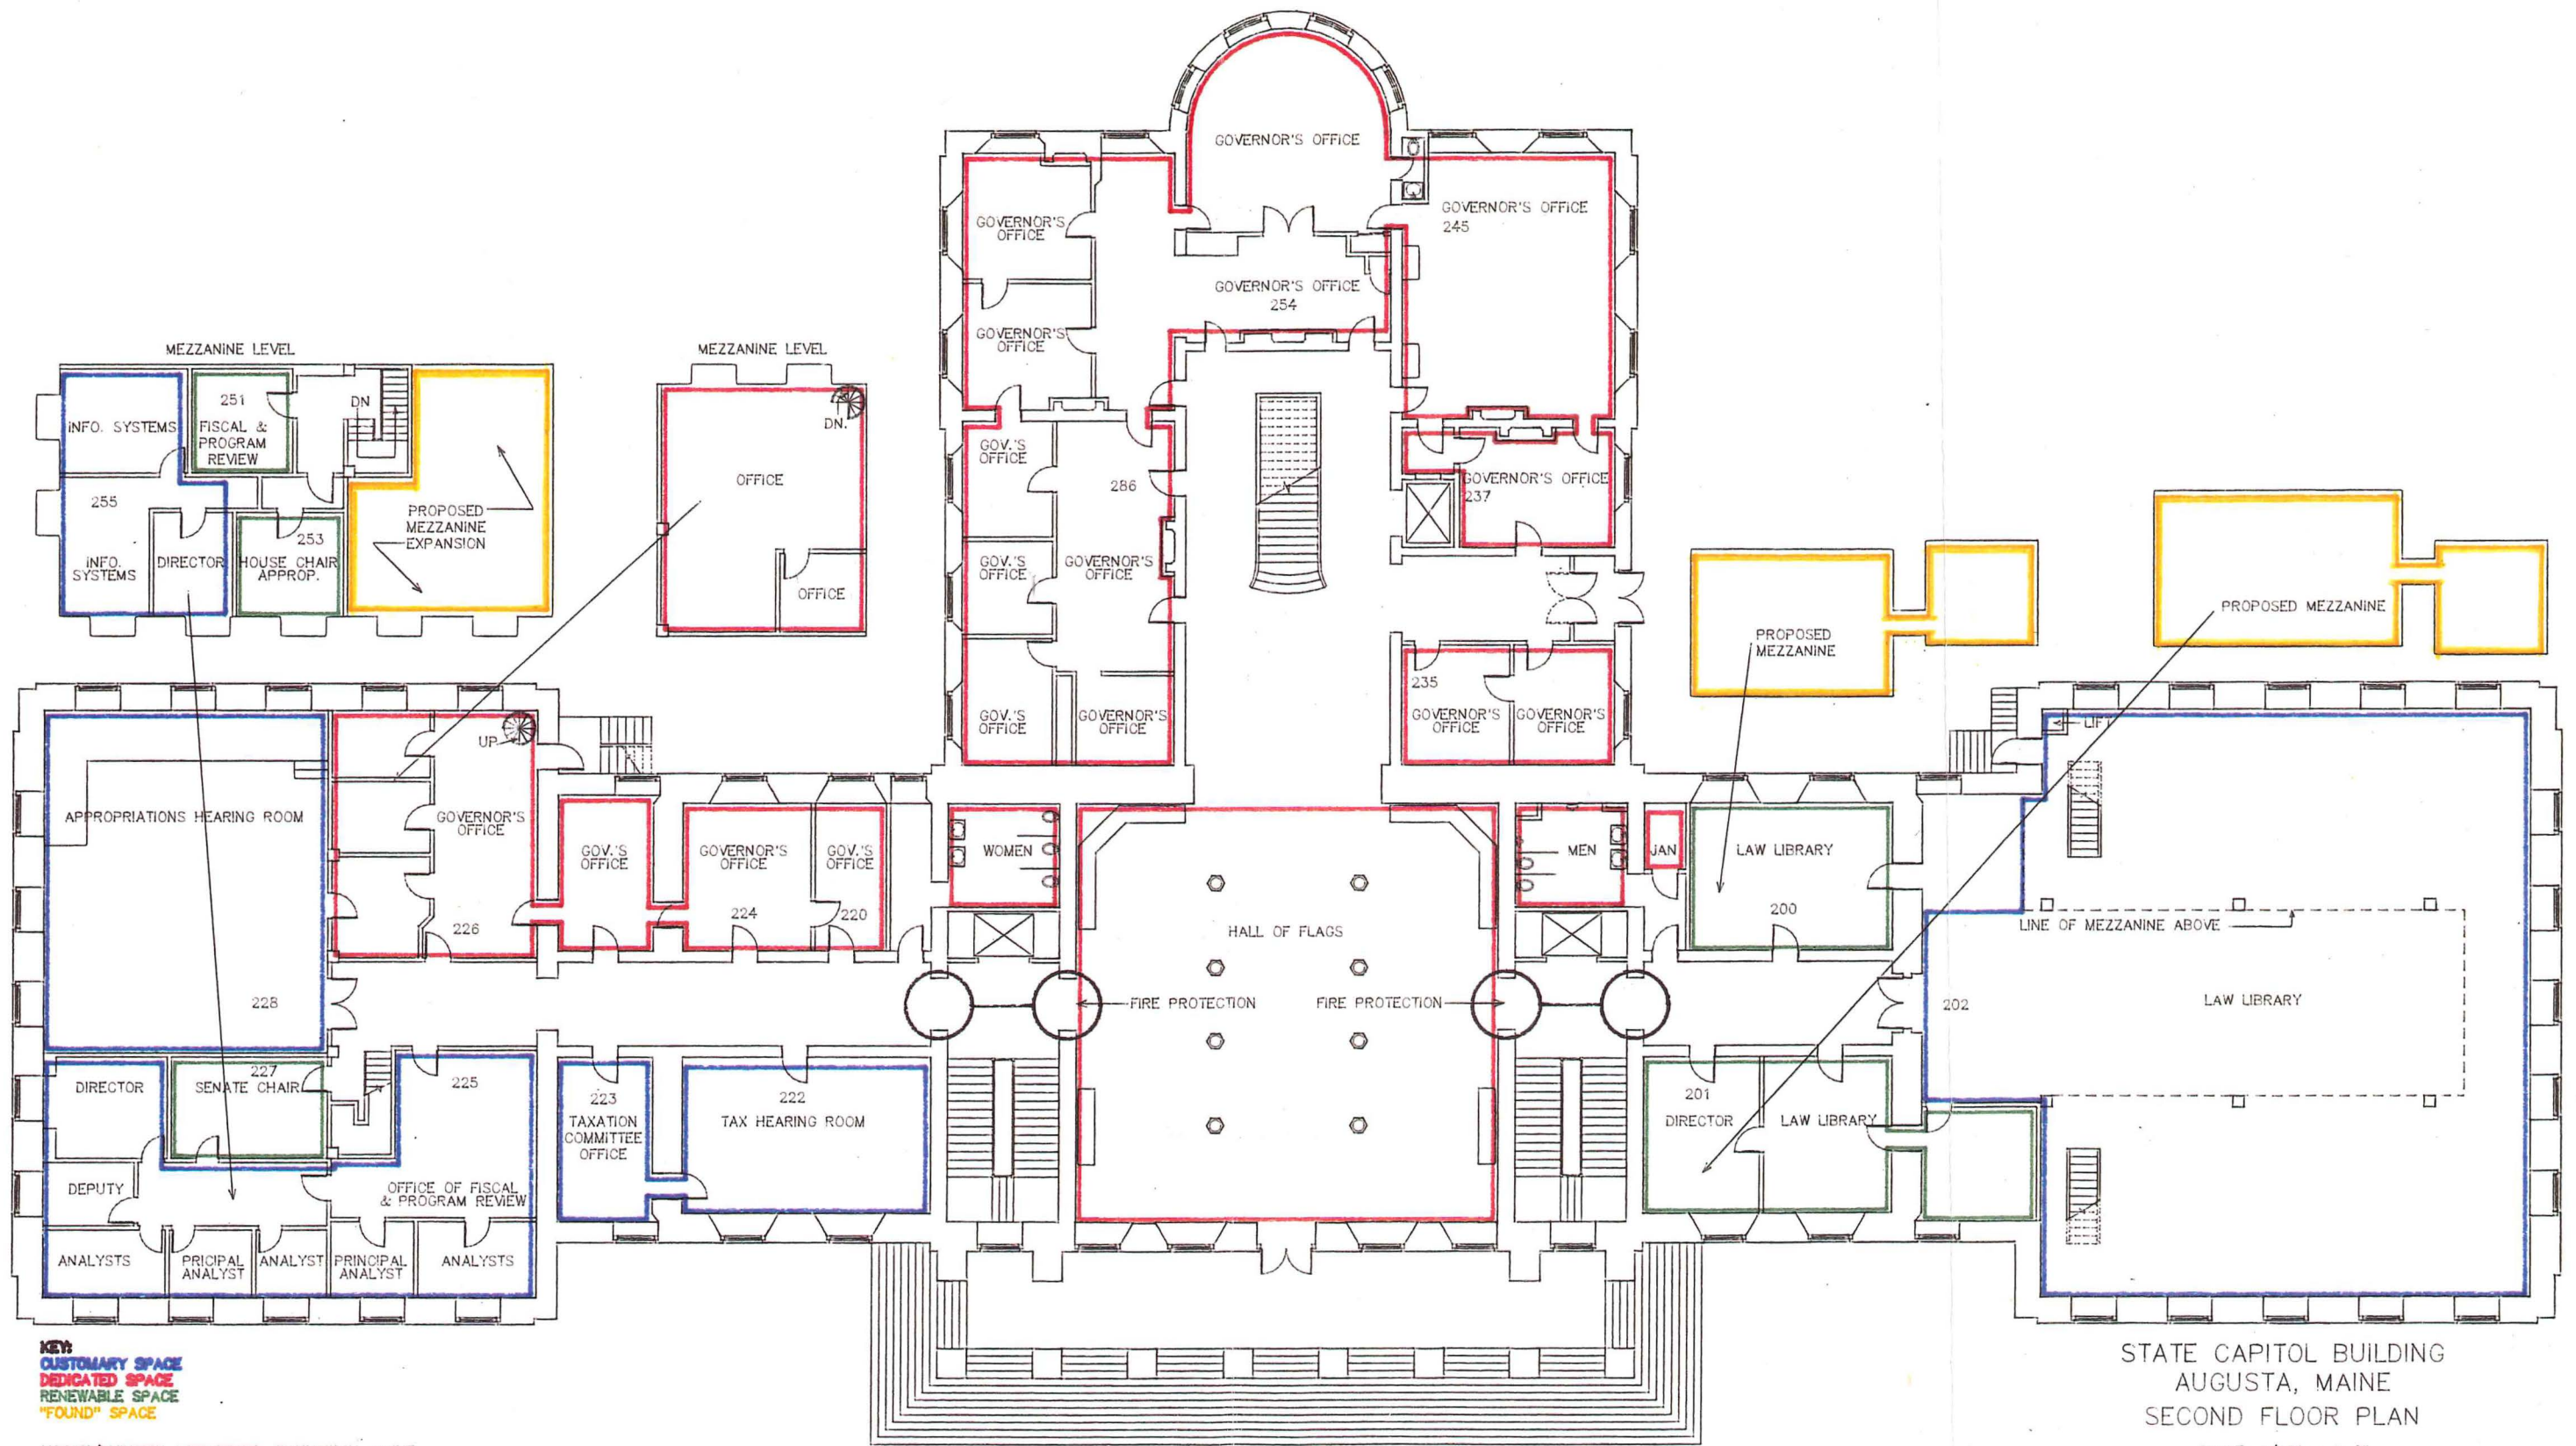 GOVERNOR'S OFFICE
GOVERNOR'S OFFICE
245
GOVERNOR'S
OFFICE
GOVERNOR'S OFFICE
254
GOVERNOR'S
OFFICE
MEZZANINE LEVEL
MEZZANINE LEVEL
INFO. SYSTEMS
251
FISCAL &
PROGRAM
REVIEW
DN
255
INFO.
SYSTEMS
DIRECTOR
253
HOUSE CHAIR
APPROP.
PROPOSED
MEZZANINE
EXPANSION
DN.
OFFICE
OFFICE
GOV.'S
OFFICE
286
GOV.'S
OFFICE
GOVERNOR'S
OFFICE
GOV.'S
OFFICE
GOVERNOR'S
OFFICE
GOVERNOR'S OFFICE
237
235
GOVERNOR'S
OFFICE
GOVERNOR'S
OFFICE
PROPOSED
MEZZANINE
PROPOSED MEZZANINE
APPROPRIATIONS HEARING ROOM
228
UP
GOVERNOR'S
OFFICE
226
GOV.'S
OFFICE
GOVERNOR'S
OFFICE
224
GOV.'S
OFFICE
220
WOMEN
HALL OF FLAGS
FIRE PROTECTION
FIRE PROTECTION
MEN
JAN
LAW LIBRARY
200
LIFT
LINE OF MEZZANINE ABOVE
202
LAW LIBRARY
DIRECTOR
227
SENATE CHAIR
225
OFFICE OF FISCAL
& PROGRAM REVIEW
DEPUTY
ANALYSTS
PRICIPAL
ANALYST
ANALYST
PRINCIPAL
ANALYST
ANALYSTS
223
TAXATION
COMMITTEE
OFFICE
222
TAX HEARING ROOM
201
DIRECTOR
LAW LIBRARY
KEY:
CUSTOMARY SPACE
DEDICATED SPACE
RENEWABLE SPACE
"FOUND" SPACE
STATE CAPITOL BUILDING
AUGUSTA, MAINE
SECOND FLOOR PLAN